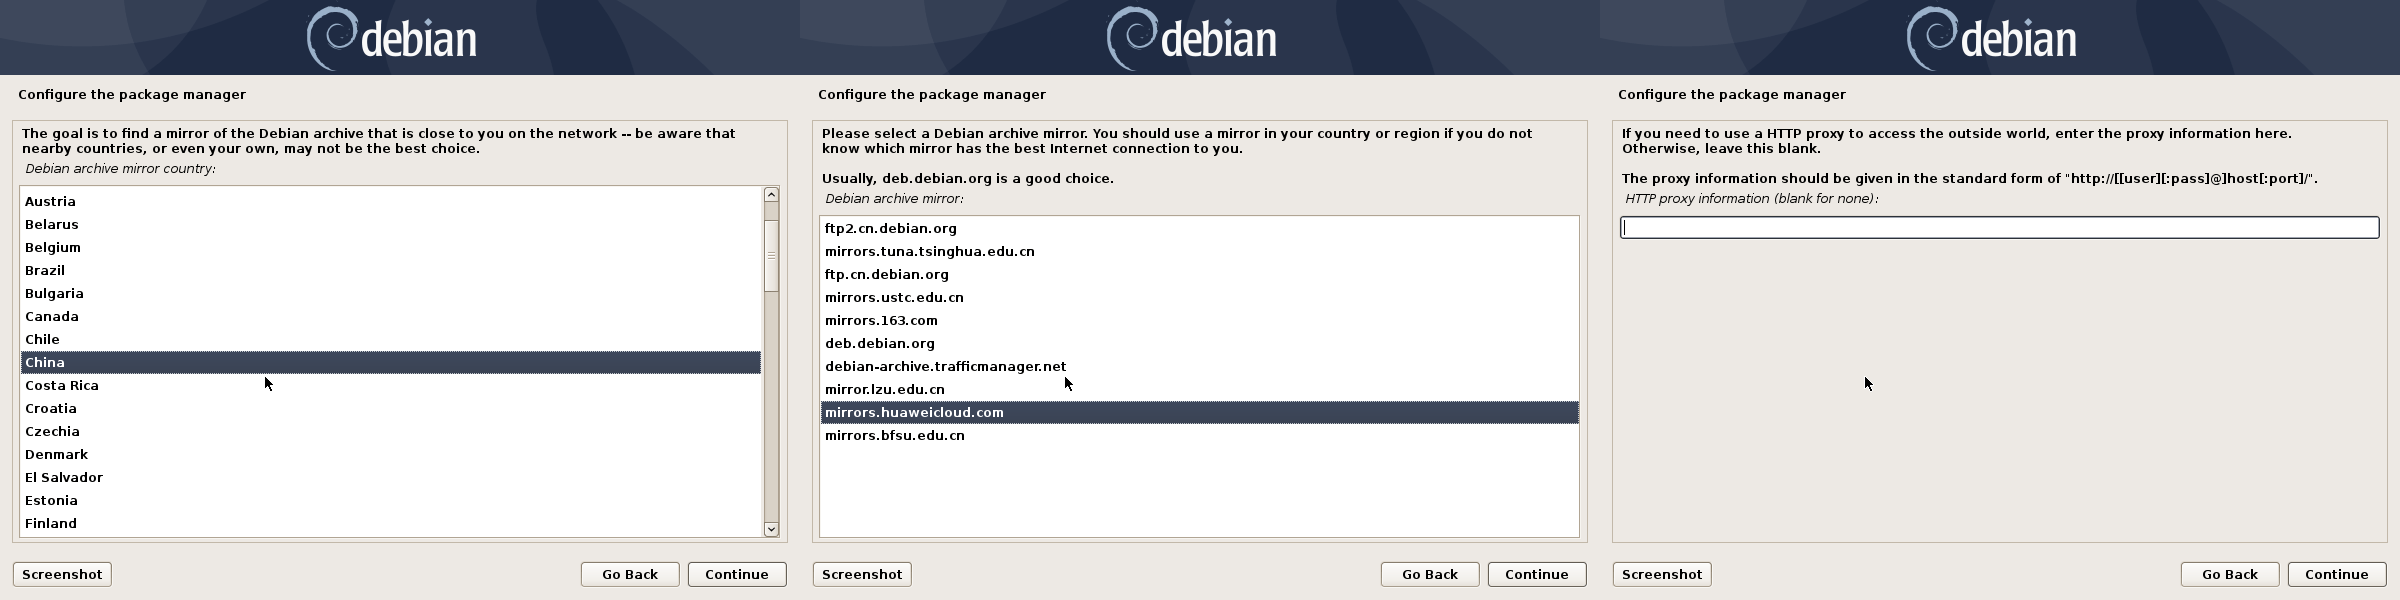 debian
Configure the package manager
The goal is to find a mirror of the Debian archive that is close to you on the network -- be aware that
nearby countries, or even your own, may not be the best choice.
Debian archive mirror country:
Austria
Belarus
Belgium
Brazil
Bulgaria
Canada
Chile
China
Costa Rica
Croatia
Czechia
Denmark
El Salvador
Estonia
Finland
Screenshot
Go Back
Continue
debian
Configure the package manager
Please select a Debian archive mirror. You should use a mirror in your country or region if you do not
know which mirror has the best Internet connection to you.
Usually, deb.debian.org is a good choice.
Debian archive mirror:
ftp2.cn.debian.org
mirrors.tuna.tsinghua.edu.cn
ftp.cn.debian.org
mirrors.ustc.edu.cn
mirrors.163.com
deb.debian.org
debian-archive.trafficmanager.net
mirror.lzu.edu.cn
mirrors.huaweicloud.com
mirrors.bfsu.edu.cn
Screenshot
Go Back
Continue
debian
Configure the package manager
If you need to use a HTTP proxy to access the outside world, enter the proxy information here.
Otherwise, leave this blank.
The proxy information should be given in the standard form of "http://[[user][:pass]@]host[:port]/".
HTTP proxy information (blank for none):
Screenshot
Go Back
Continue